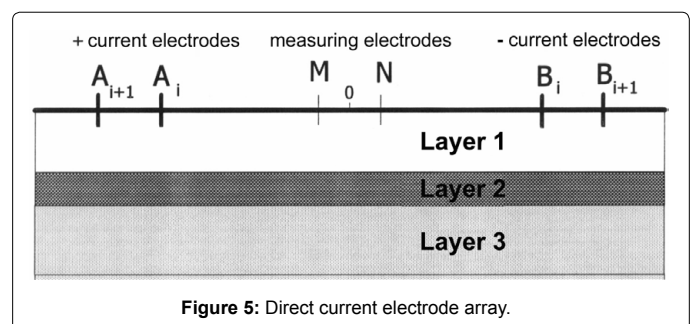 + current electrodes measuring electrodes - current electrodes
A i+1 A i M 0 N B i B i+1
Layer 1
Layer 2
Layer 3
Figure 5: Direct current electrode array.